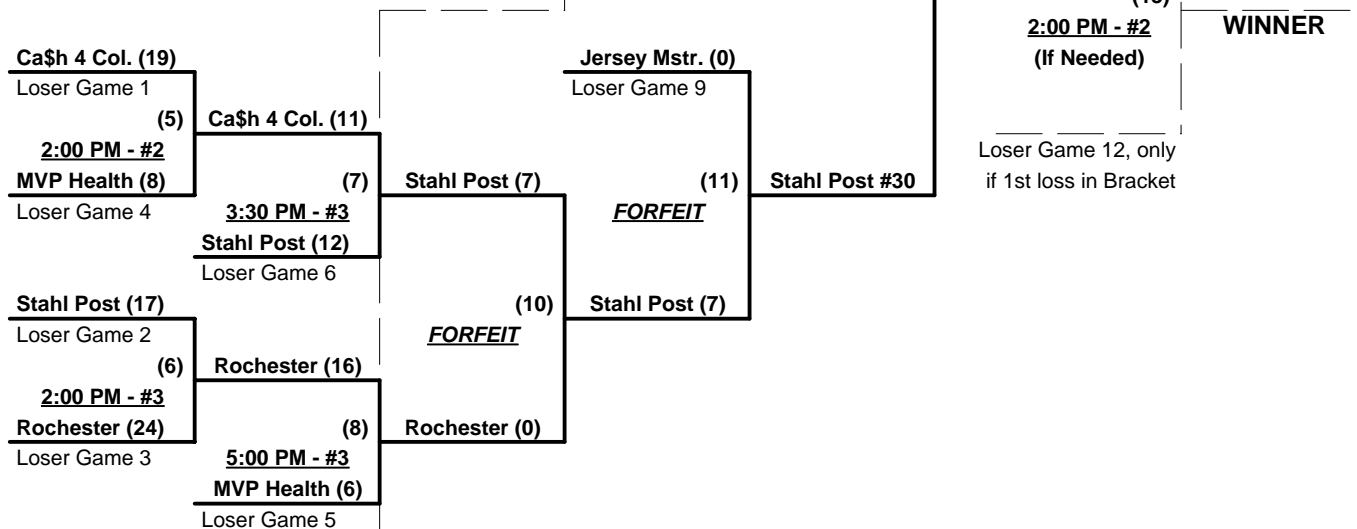 2:00 PM - #2
WINNER
(If Needed)
Ca$h 4 Col. (19)
Jersey Mstr. (0)
Loser Game 1
Loser Game 9
(5)
Ca$h 4 Col. (11)
2:00 PM - #2
Loser Game 12, only
if 1st loss in Bracket
MVP Health (8)
(7)
Stahl Post (7)
(11)
Stahl Post #30
Loser Game 4
3:30 PM - #3
FORFEIT
Stahl Post (12)
Loser Game 6
Stahl Post (17)
(10)
Stahl Post (7)
Loser Game 2
FORFEIT
(6)
Rochester (16)
2:00 PM - #3
Rochester (24)
(8)
Rochester (0)
Loser Game 3
5:00 PM - #3
MVP Health (6)
Loser Game 5